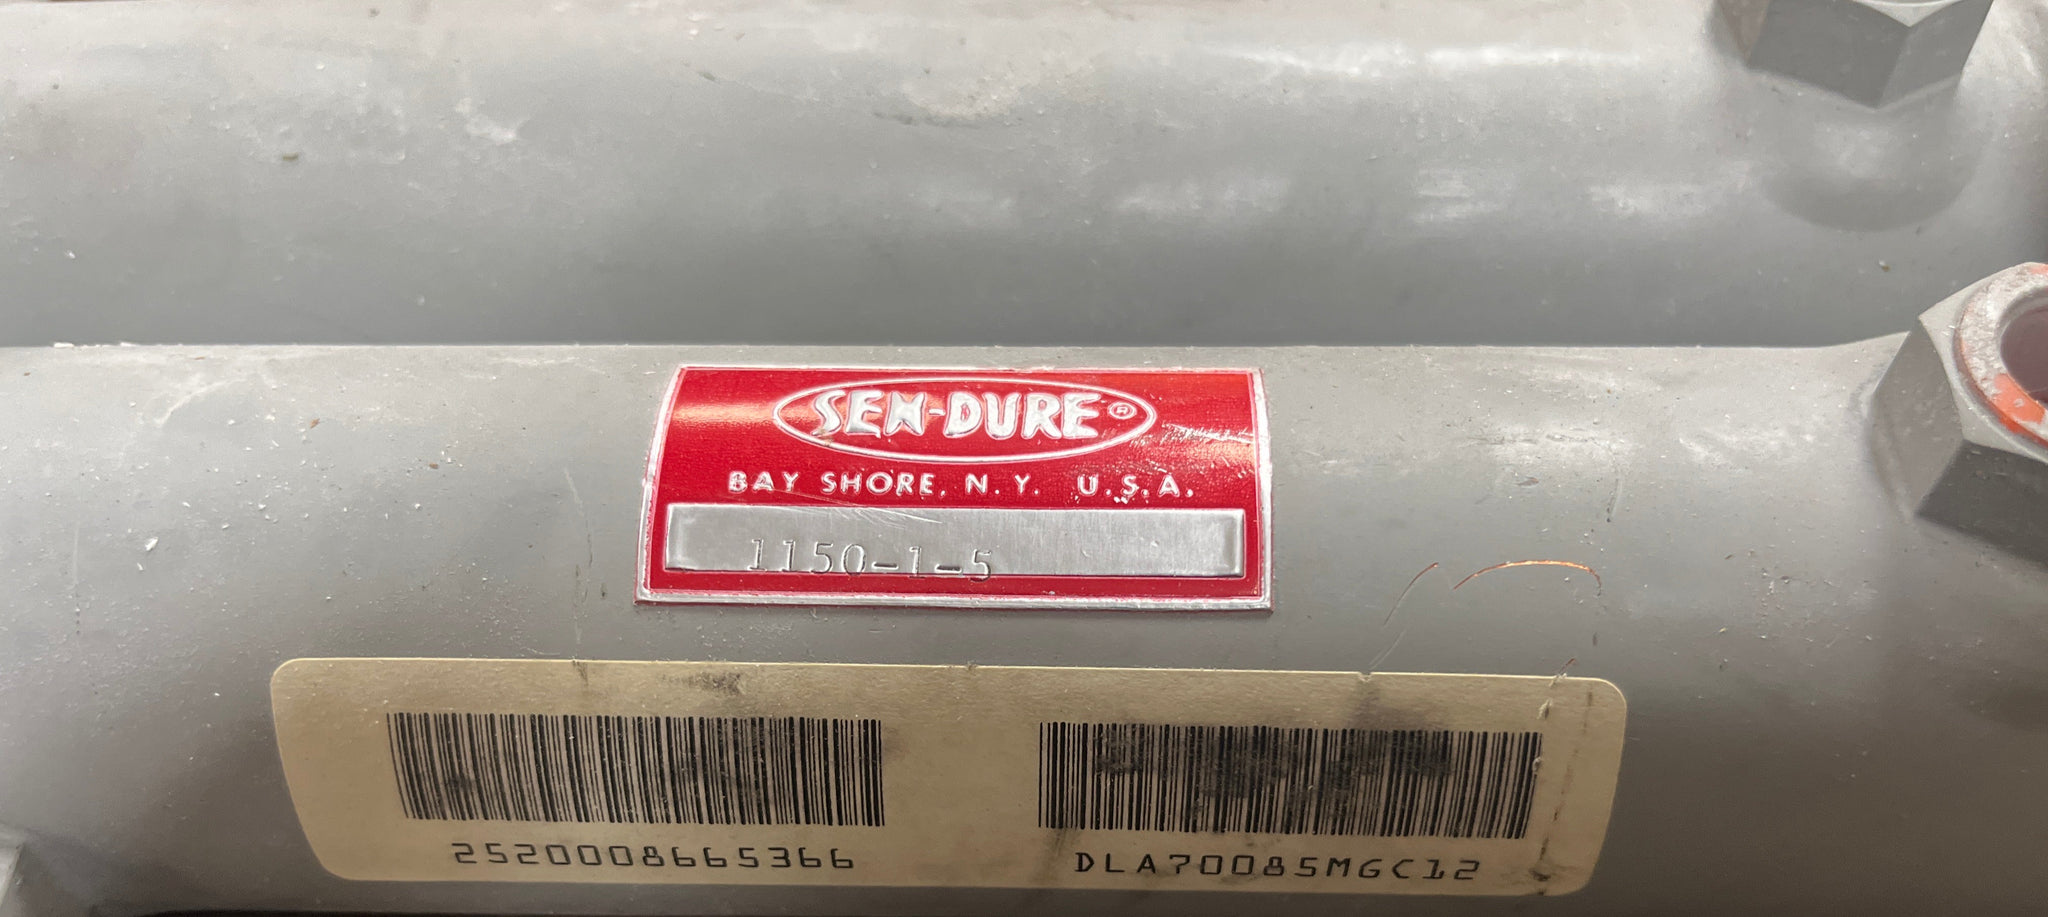 SEN-DURE®
BAY SHORE, N.Y. U.S.A.
1150-1-5
2520008665366
DLA70085MGC12